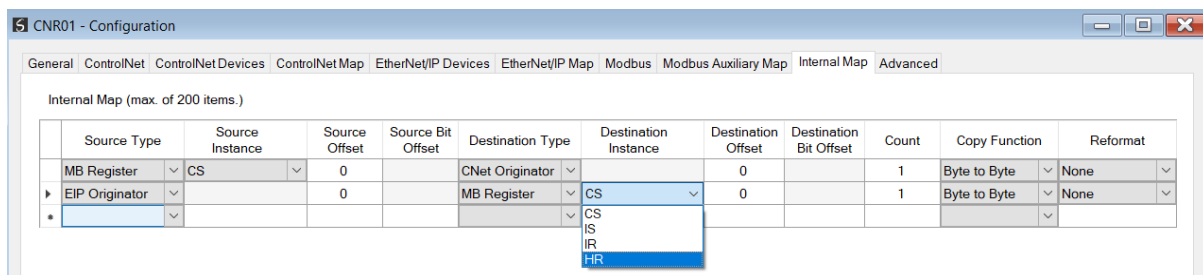 CNR01 - Configuration
General ControlNet ControlNet Devices ControlNet Map EtherNet/IP Devices EtherNet/IP Map Modbus Modbus Auxiliary Map Internal Map Advanced
Internal Map (max. of 200 items.)
Source Type Source Instance Source Offset Source Bit Offset Destination Type Destination Instance Destination Offset Destination Bit Offset Count Copy Function Reformat
MB Register CS 0 CNet Originator 0 1 Byte to Byte None
EIP Originator 0 MB Register CS 0 1 Byte to Byte None
CS
IS
IR
HR